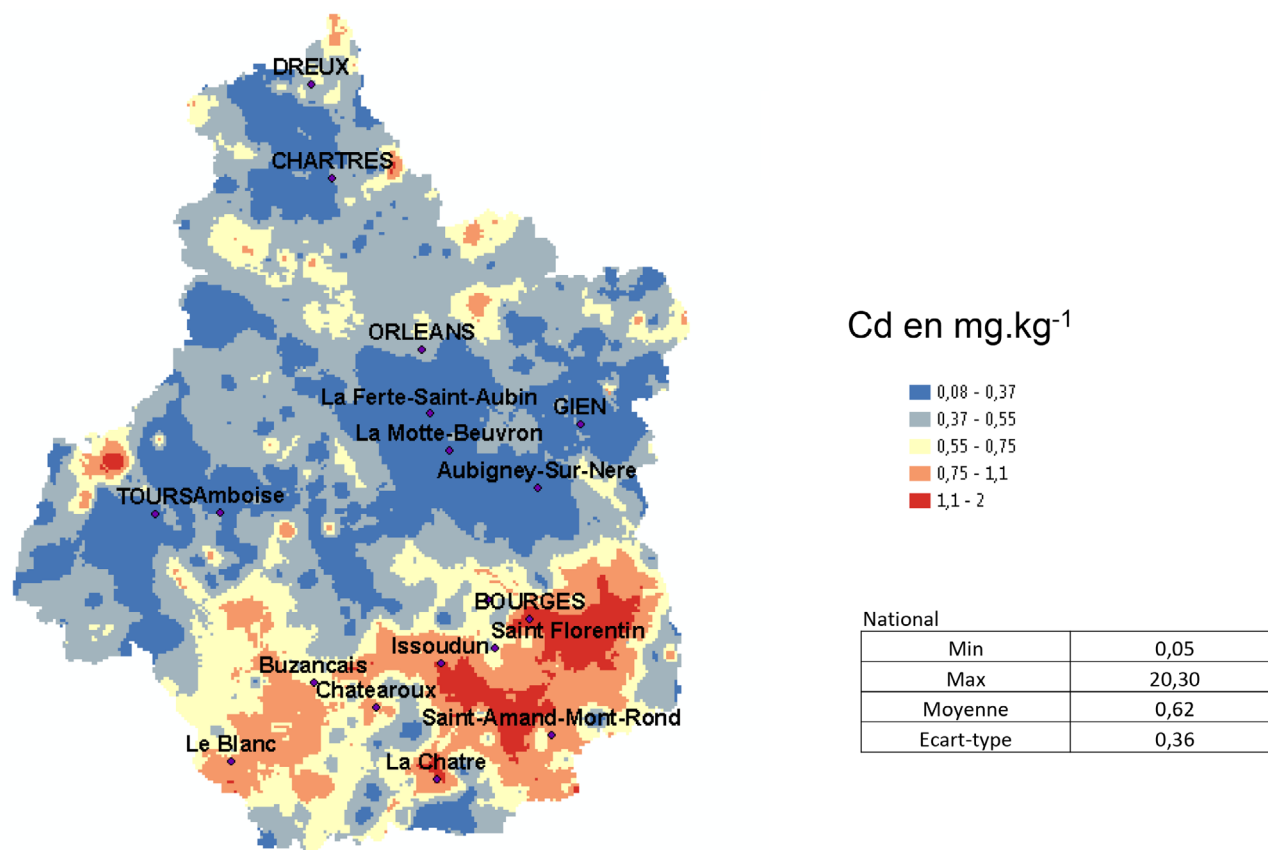 DREUX
CHARTRES
ORLEANS
La Ferte-Saint-Aubin
GIEN
La Motte-Beuvron
Aubigney-Sur-Nere
TOURS Amboise
BOURGES
Saint Florentin
Issoudun
Buzancais
Chatearoux
Saint-Amand-Mont-Rond
Le Blanc
La Chatre
Cd en mg.kg-1
0,08 - 0,37
0,37 - 0,55
0,55 - 0,75
0,75 - 1,1
1,1 - 2
National
Min 0,05
Max 20,30
Moyenne 0,62
Ecart-type 0,36